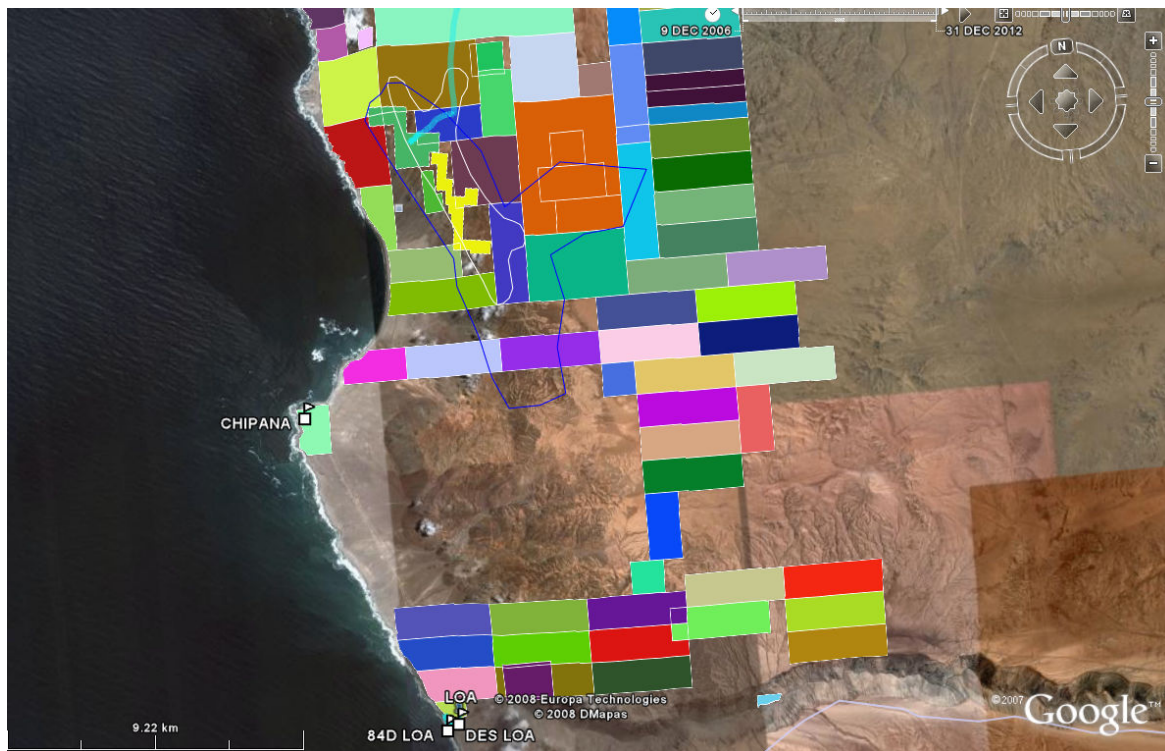 9 DEC 2006
31 DEC 2012
N
CHIPANA
LOA
© 2008 Europa Technologies
© 2008 DMapas
©2007 Google™
84D LOA
DES LOA
9.22 km